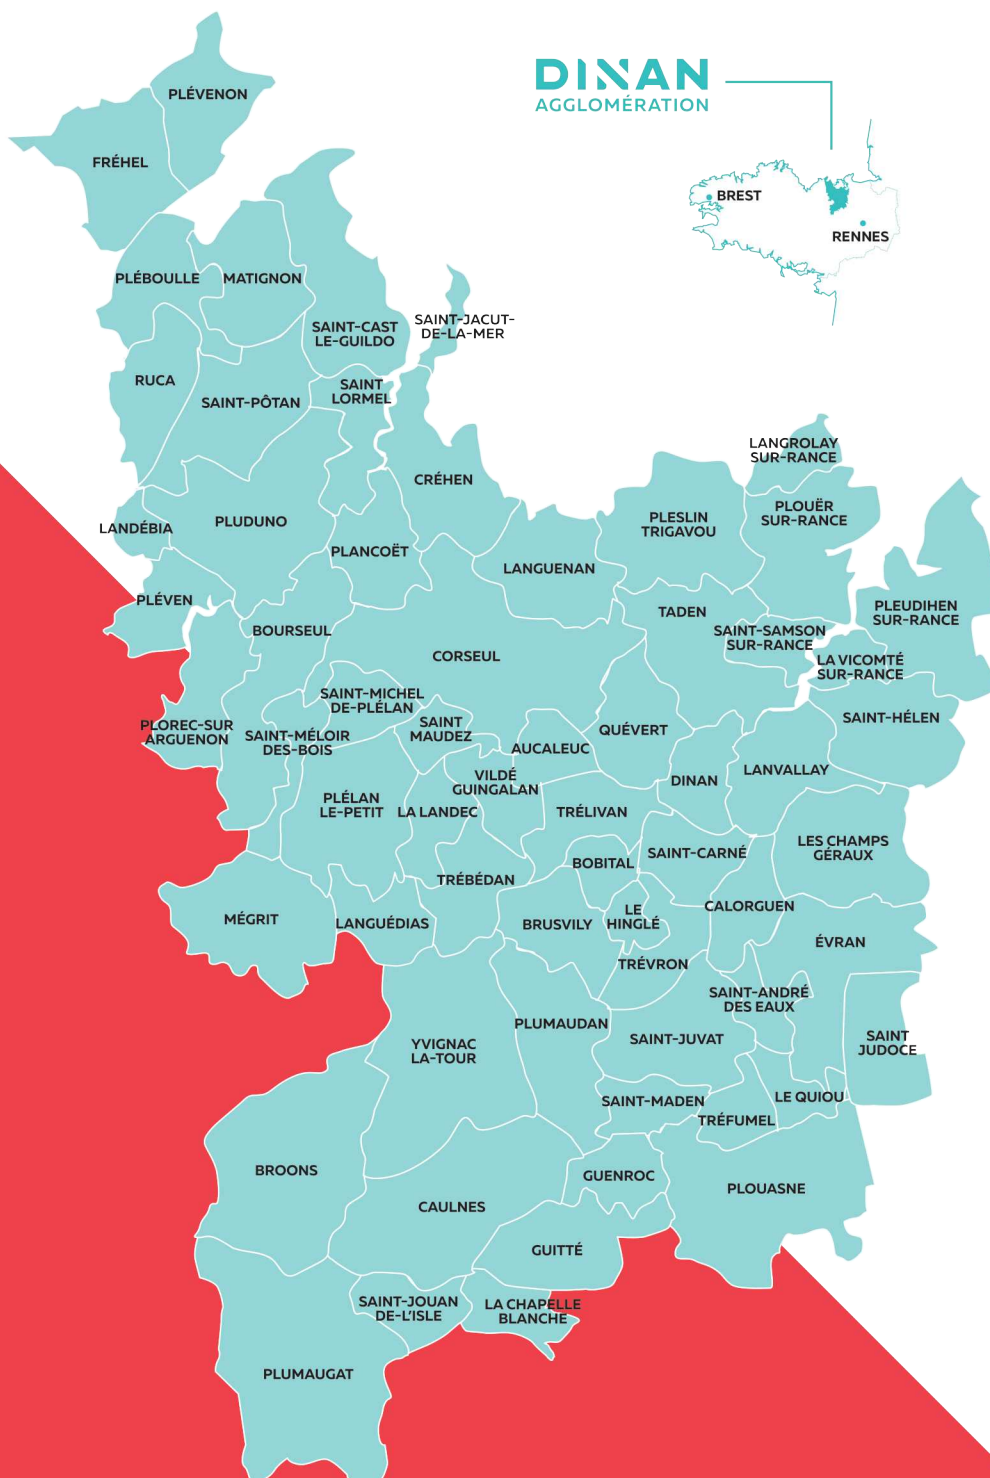 DINAN
AGGLOMÉRATION
BREST
RENNES
PLÉVENON
FRÉHEL
PLÉBOULLE
MATIGNON
SAINT-CAST
LE-GUILDO
SAINT-JACUT-
DE-LA-MER
RUCA
SAINT-PÔTAN
SAINT
LORMEL
CRÉHEN
LANGROLAY
SUR-RANCE
PLOUËR
SUR-RANCE
PLESLIN
TRIGAVOU
LANDÉBIA
PLUDUNO
PLANCOËT
LANGUENAN
PLÉVEN
BOURSEUL
TADEN
SAINT-SAMSON
SUR-RANCE
PLEUDIHEN
SUR-RANCE
CORSEUL
LA VICOMTÉ
SUR-RANCE
SAINT-MICHEL
DE-PLÉLAN
SAINT-HÉLEN
PLOREC-SUR
ARGUENON
SAINT-MÉLOIR
DES-BOIS
SAINT
MAUDEZ
AUCALEUC
QUÉVERT
DINAN
LANVALLAY
VILDÉ
GUINGALAN
PLÉLAN
LE-PETIT
LA LANDEC
TRÉLIVAN
LES CHAMPS
GÉRAUX
SAINT-CARNÉ
BOBITAL
TRÉBÉDAN
CALORGUEN
MÉGRIT
LANGUÉDIAS
BRUSVILY
LE
HINGLÉ
ÉVRAN
TRÉVRON
SAINT-ANDRÉ
DES EAUX
PLUMAUDAN
SAINT-JUVAT
SAINT
JUDOCE
YVIGNAC
LA-TOUR
SAINT-MADEN
LE QUIOU
TRÉFUMEL
BROONS
GUENROC
PLOUASNE
CAULNES
GUITTÉ
SAINT-JOUAN
DE-L'ISLE
LA CHAPELLE
BLANCHE
PLUMAUGAT